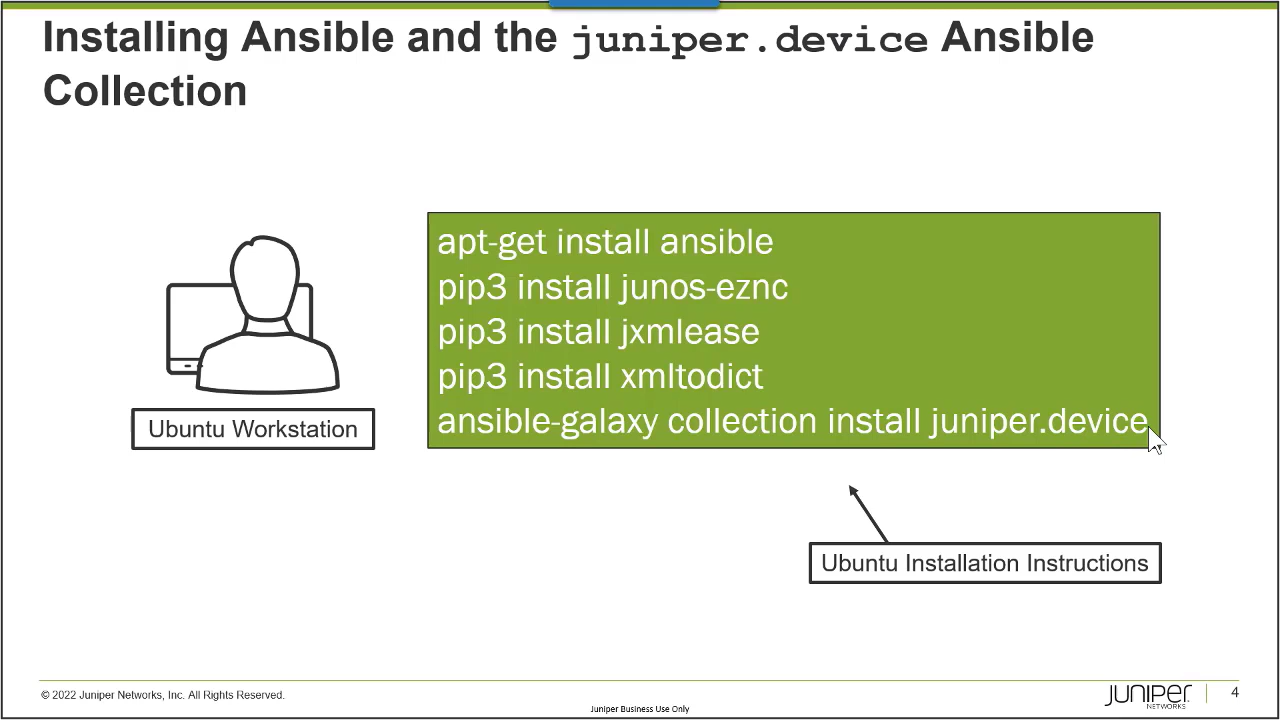 Installing Ansible and the juniper.device Ansible
Collection
apt-get install ansible
pip3 install junos-eznc
pip3 install jxmlease
pip3 install xmltodict
ansible-galaxy collection install juniper.device
Ubuntu Workstation
Ubuntu Installation Instructions
© 2022 Juniper Networks, Inc. All Rights Reserved.
Juniper Business Use Only
JUNIPER
NETWORKS
4